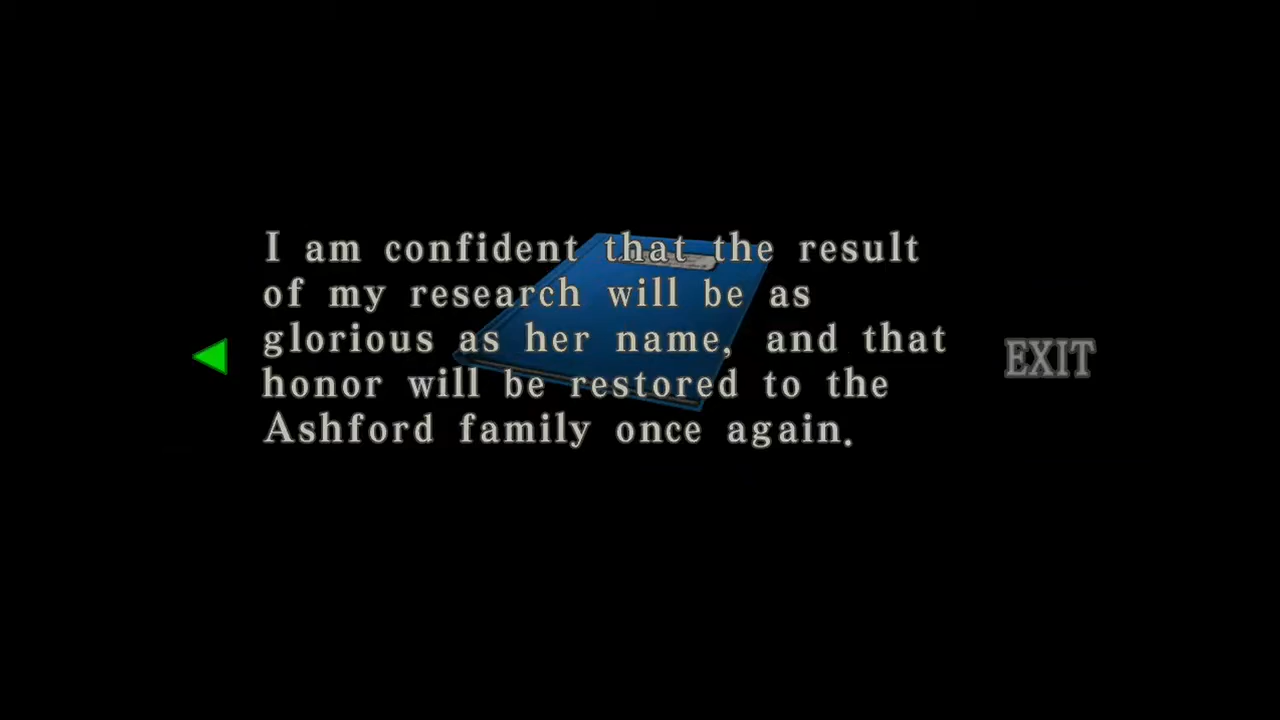 I am confident that the result
of my research will be as
glorious as her name, and that
honor will be restored to the
Ashford family once again.
EXIT